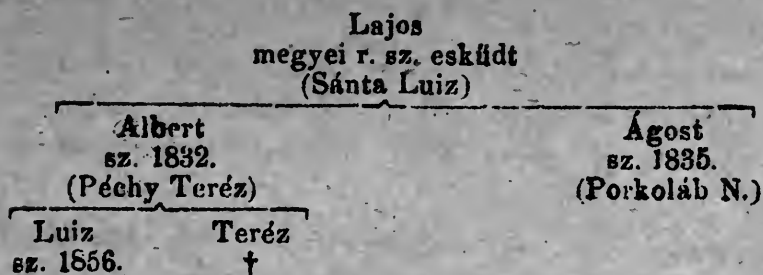 Lajos
megyei r. sz. esküdt
(Sánta Luiz)
Albert Ágost
sz. 1832. sz. 1835.
(Péchy Teréz) (Porkoláb N.)
Luiz Teréz
sz. 1856. †